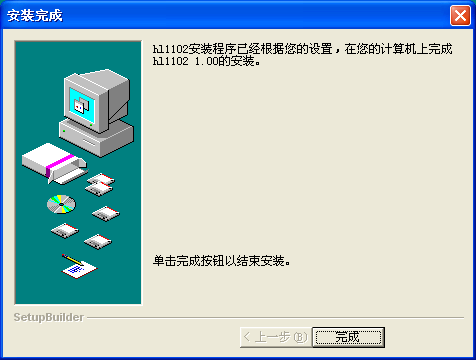 安装完成
hl1102安装程序已经根据您的设置，在您的计算机上完成
hl1102 1.00的安装。
单击完成按钮以结束安装。
SetupBuilder
< 上一步(B)
完成